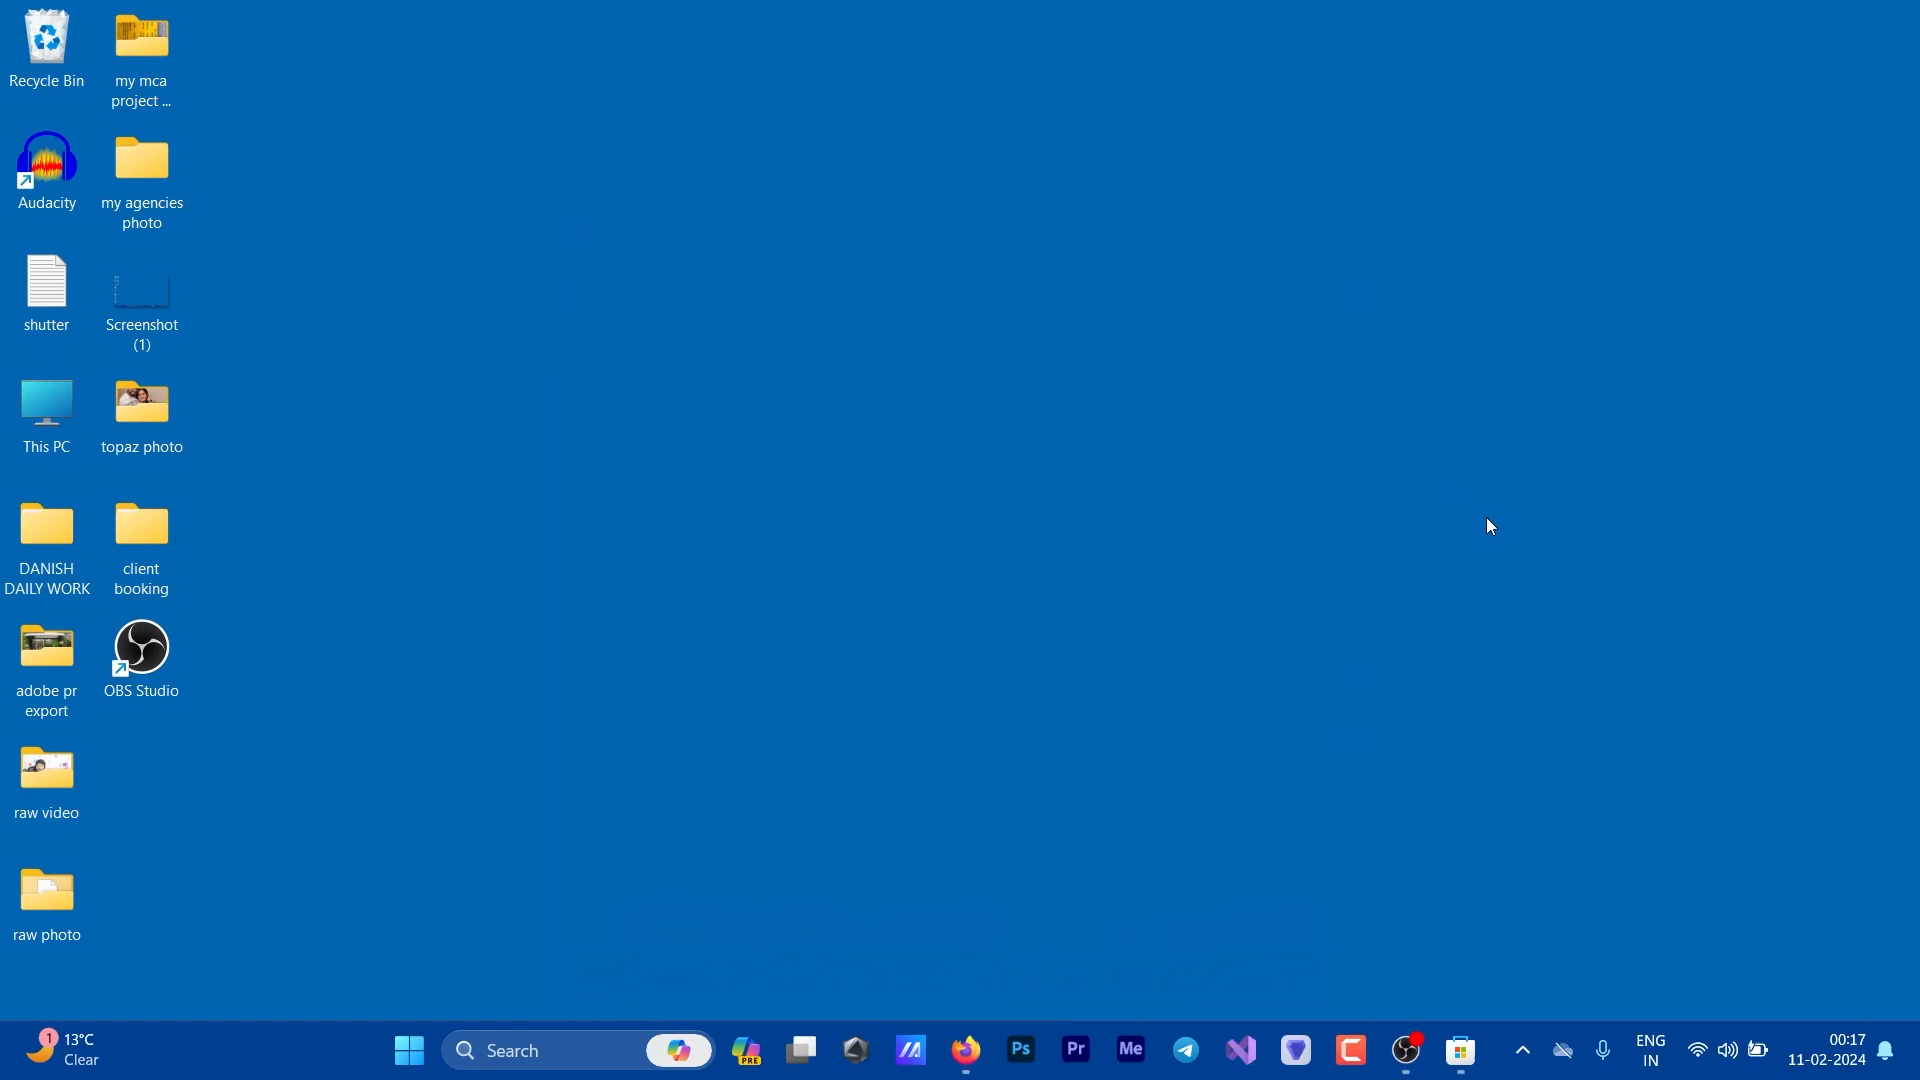 Recycle Bin
my mca
project ...
Audacity
my agencies
photo
shutter
Screenshot
(1)
This PC
topaz photo
DANISH
DAILY WORK
client
booking
adobe pr
export
OBS Studio
raw video
raw photo
1
13°C
Clear
Search
PRE
Ps
Pr
Me
ENG
IN
00:17
11-02-2024